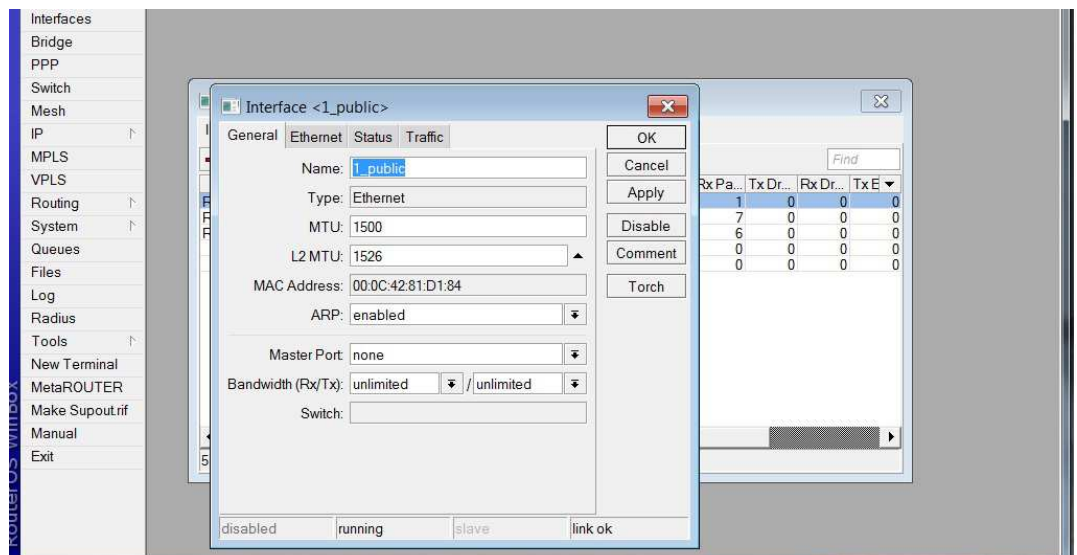 Interfaces
Bridge
PPP
Switch
Mesh
IP
MPLS
VPLS
Routing
System
Queues
Files
Log
Radius
Tools
New Terminal
MetaROUTER
Make Supout.rif
Manual
Exit
RouterOS WinBox
Interface <1_public>
General Ethernet Status Traffic
Name: 1_public
Type: Ethernet
MTU: 1500
L2 MTU: 1526
MAC Address: 00:0C:42:81:D1:84
ARP: enabled
Master Port: none
Bandwidth (Rx/Tx): unlimited / unlimited
Switch:
disabled running slave link ok
OK
Cancel
Apply
Disable
Comment
Torch
Find
Rx Pa... Tx Dr... Rx Dr... Tx E
R 1 0 0 0
R 7 0 0 0
R 6 0 0 0
0 0 0 0
0 0 0 0
5